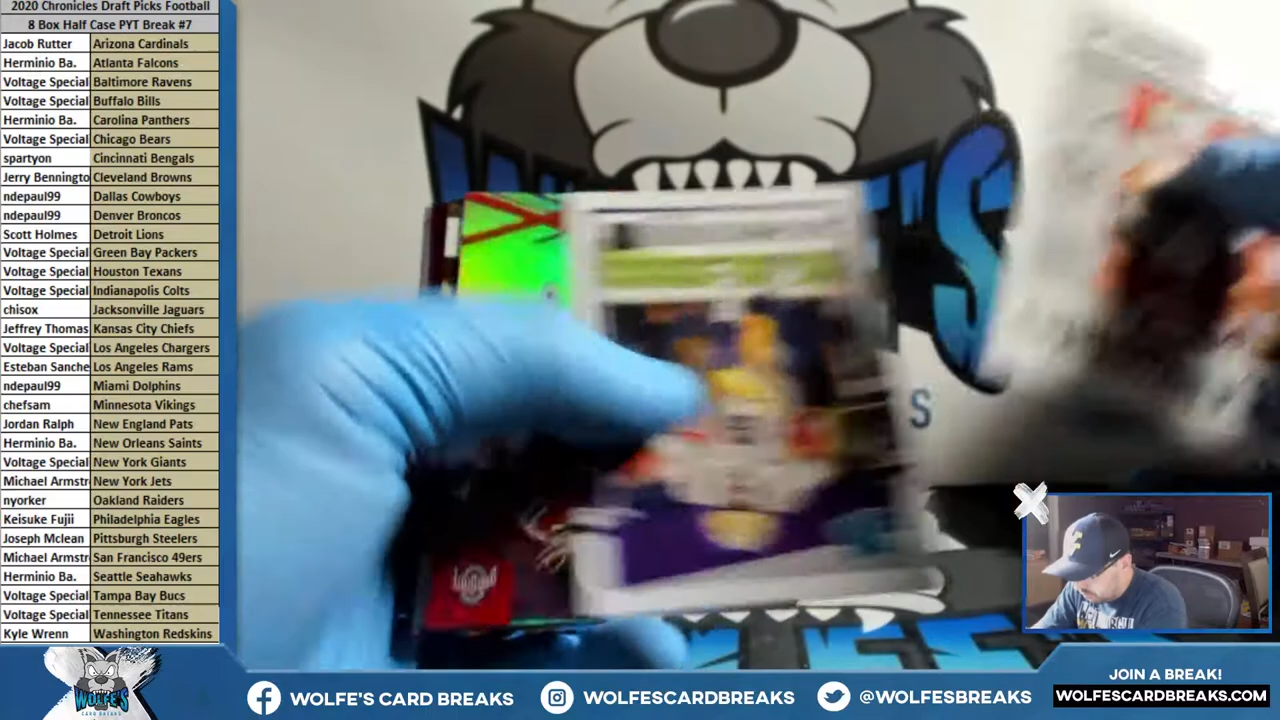 2020 Chronicles Draft Picks Football
8 Box Half Case PYT Break #7
Jacob Rutter Arizona Cardinals
Herminio Ba. Atlanta Falcons
Voltage Special Baltimore Ravens
Voltage Special Buffalo Bills
Herminio Ba. Carolina Panthers
Voltage Special Chicago Bears
spartyon Cincinnati Bengals
Jerry Benningto Cleveland Browns
ndepaul99 Dallas Cowboys
ndepaul99 Denver Broncos
Scott Holmes Detroit Lions
Voltage Special Green Bay Packers
Voltage Special Houston Texans
Voltage Special Indianapolis Colts
chisox Jacksonville Jaguars
Jeffrey Thomas Kansas City Chiefs
Voltage Special Los Angeles Chargers
Esteban Sanche Los Angeles Rams
ndepaul99 Miami Dolphins
chefsam Minnesota Vikings
Jordan Ralph New England Pats
Herminio Ba. New Orleans Saints
Voltage Special New York Giants
Michael Armstr New York Jets
nyorker Oakland Raiders
Keisuke Fujii Philadelphia Eagles
Joseph Mclean Pittsburgh Steelers
Michael Armstr San Francisco 49ers
Herminio Ba. Seattle Seahawks
Voltage Special Tampa Bay Bucs
Voltage Special Tennessee Titans
Kyle Wrenn Washington Redskins
S
WOLFE'S
CARD BREAKS
WOLFE'S CARD BREAKS
WOLFESCARDBREAKS
@WOLFESBREAKS
JOIN A BREAK!
WOLFESCARDBREAKS.COM